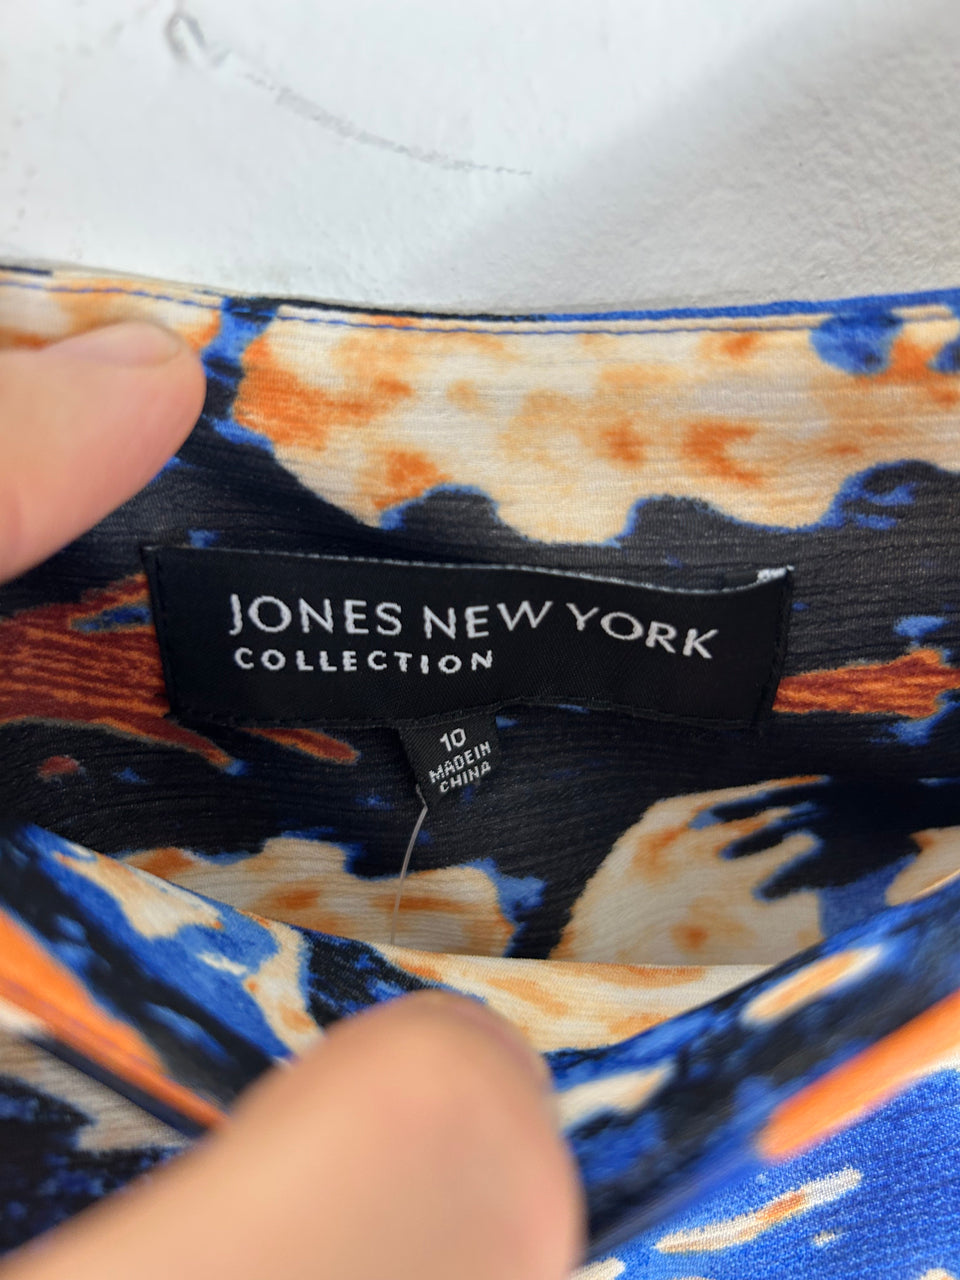 JONES NEW YORK
COLLECTION
10
MADE IN
CHINA